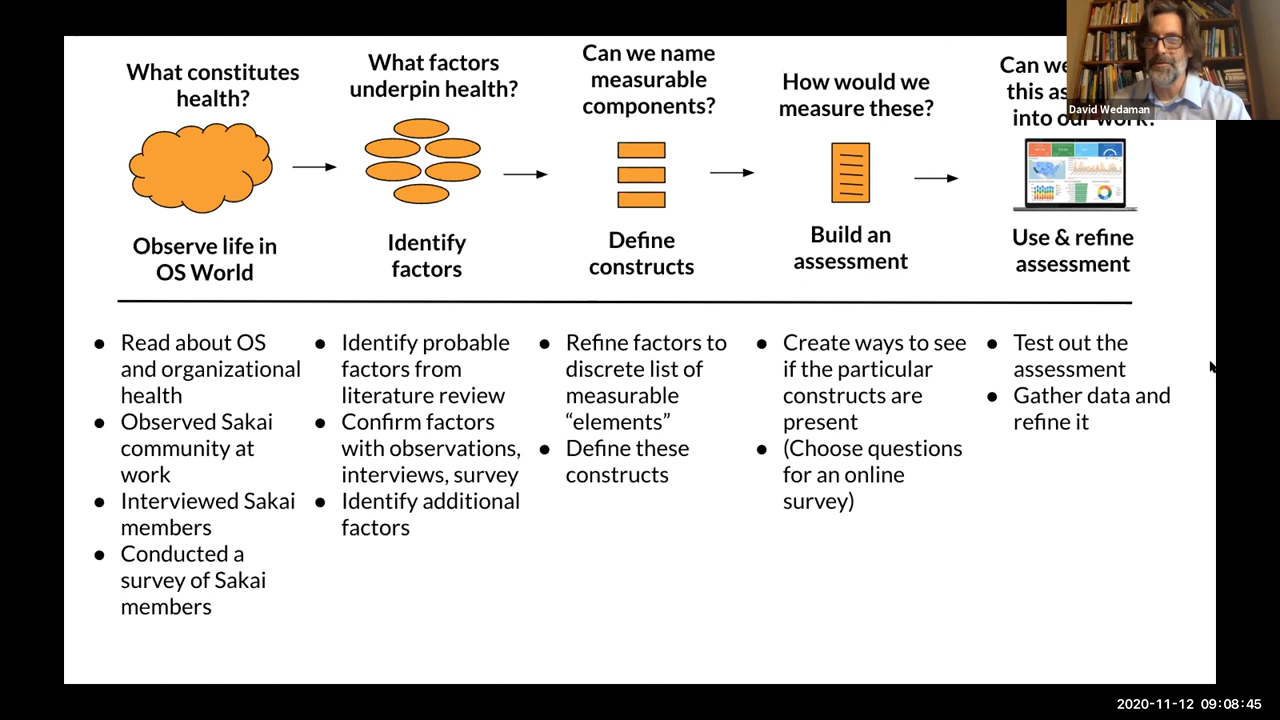 What constitutes
health?
What factors
underpin health?
Can we name
measurable
components?
How would we
measure these?
Can we
this as
into our work?
David Wedaman
Observe life in
OS World
Identify
factors
Define
constructs
Build an
assessment
Use & refine
assessment
● Read about OS
and organizational
health
● Observed Sakai
community at
work
● Interviewed Sakai
members
● Conducted a
survey of Sakai
members
● Identify probable
factors from
literature review
● Confirm factors
with observations,
interviews, survey
● Identify additional
factors
● Refine factors to
discrete list of
measurable
“elements”
● Define these
constructs
● Create ways to see
if the particular
constructs are
present
● (Choose questions
for an online
survey)
● Test out the
assessment
● Gather data and
refine it
2020-11-12 09:08:45